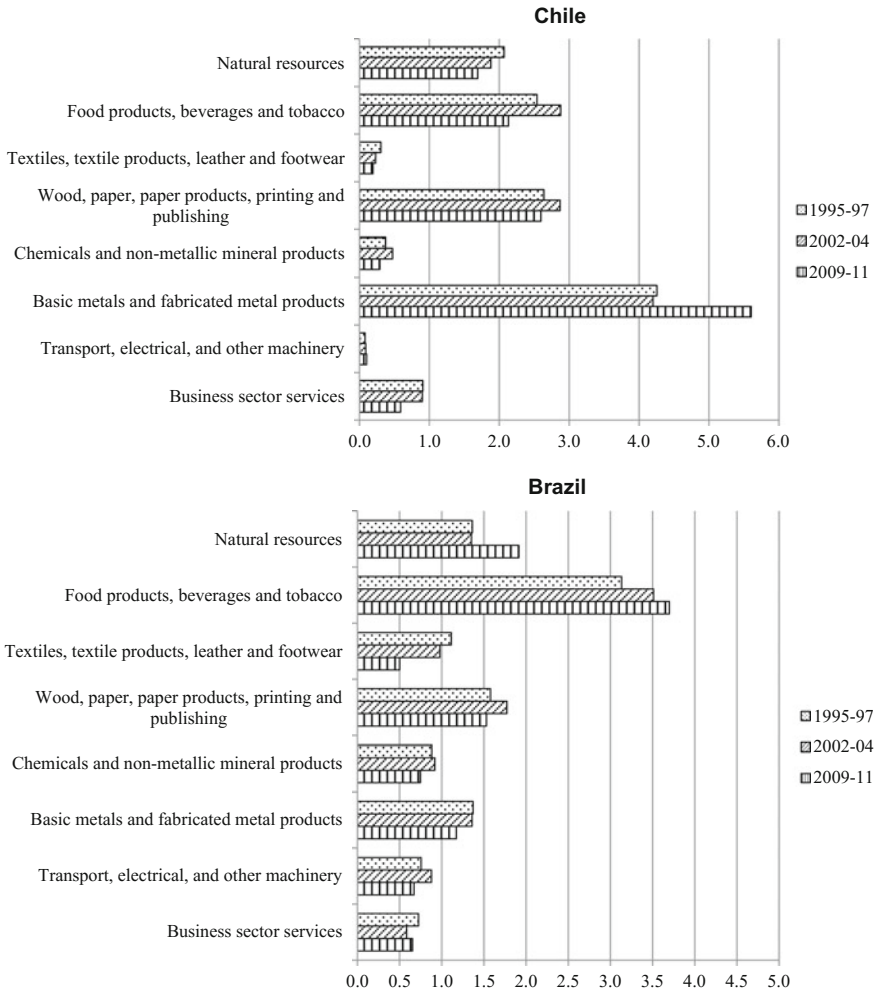 Chile
Natural resources
Food products, beverages and tobacco
Textiles, textile products, leather and footwear
Wood, paper, paper products, printing and
publishing
Chemicals and non-metallic mineral products
Basic metals and fabricated metal products
Transport, electrical, and other machinery
Business sector services
1995-97
2002-04
2009-11
0.0 1.0 2.0 3.0 4.0 5.0 6.0
Brazil
Natural resources
Food products, beverages and tobacco
Textiles, textile products, leather and footwear
Wood, paper, paper products, printing and
publishing
Chemicals and non-metallic mineral products
Basic metals and fabricated metal products
Transport, electrical, and other machinery
Business sector services
1995-97
2002-04
2009-11
0.0 0.5 1.0 1.5 2.0 2.5 3.0 3.5 4.0 4.5 5.0